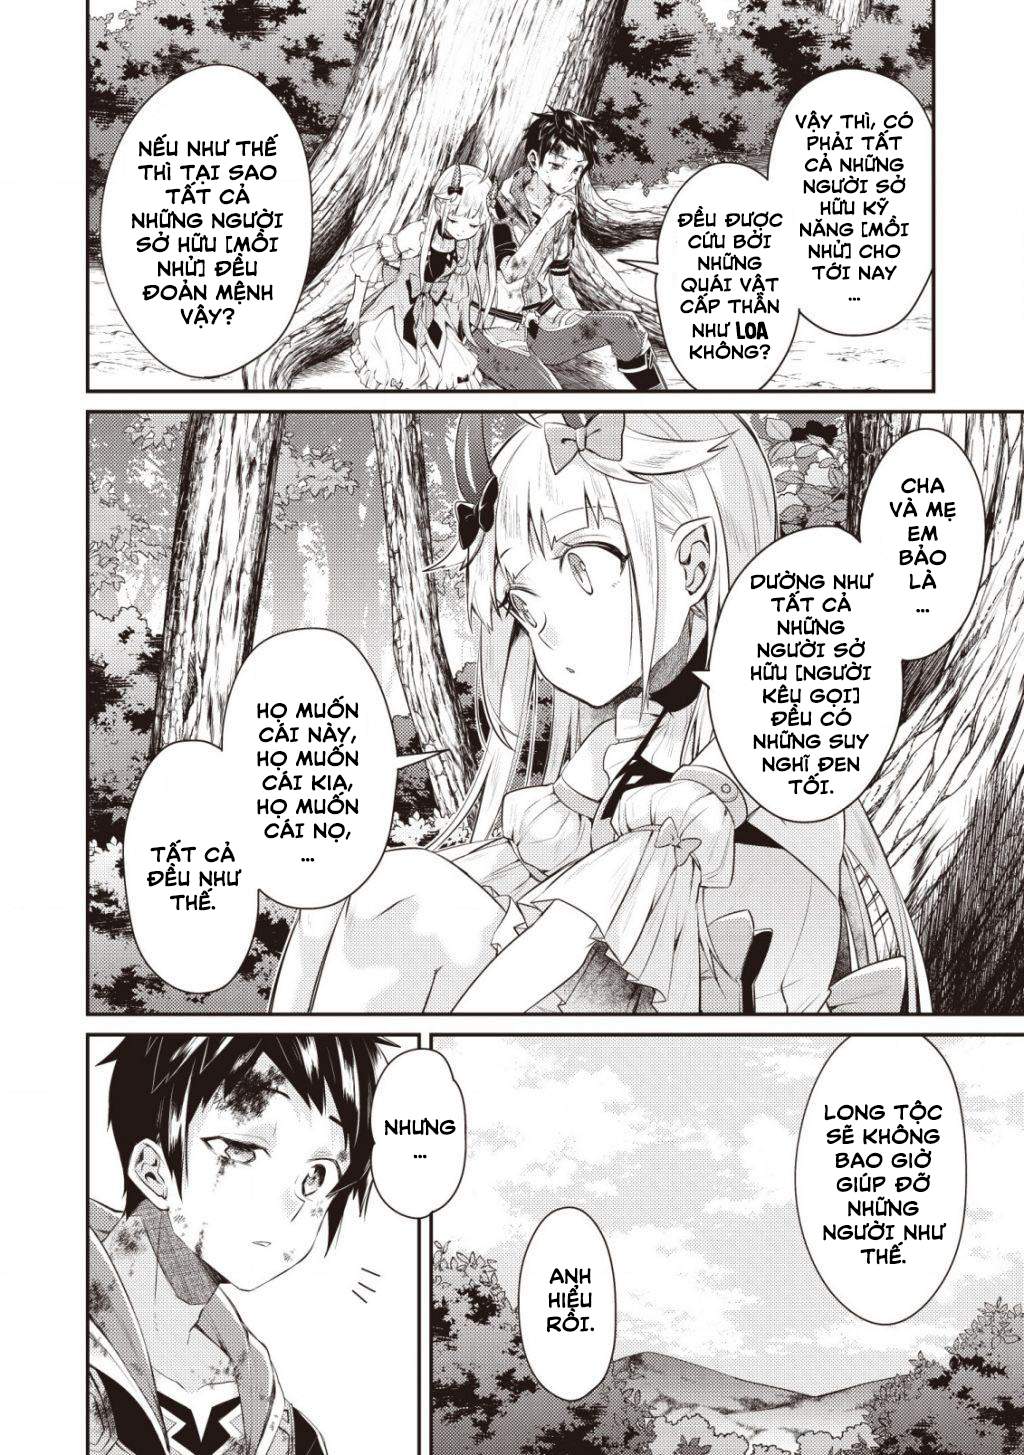 VẬY THÌ, CÓ
PHẢI TẤT
CẢ NHỮNG
NGƯỜI SỞ
HỮU KỸ
NĂNG [MỒI
NHỬ] CHO
TỚI NAY
...
ĐỀU ĐƯỢC
CỨU BỞI
NHỮNG
QUÁI VẬT
CẤP THẦN
NHƯ LOA
KHÔNG?
NẾU NHƯ THẾ
THÌ TẠI SAO
TẤT CẢ
NHỮNG NGƯỜI
SỞ HỮU [MỒI
NHỬ] ĐỀU
ĐOẢN MỆNH
VẬY?
CHA
VÀ MẸ
EM
BẢO
LÀ
...
DƯỜNG NHƯ
TẤT CẢ
NHỮNG
NGƯỜI SỞ
HỮU [NGƯỜI
KÊU GỌI]
ĐỀU CÓ
NHỮNG SUY
NGHĨ ĐEN
TỐI.
HỌ MUỐN
CÁI NÀY,
HỌ MUỐN
CÁI KIA,
HỌ MUỐN
CÁI NỌ,
...
TẤT CẢ
ĐỀU NHƯ
THẾ.
LONG TỘC
SẼ KHÔNG
BAO GIỜ
GIÚP ĐỠ
NHỮNG
NGƯỜI NHƯ
THẾ.
ANH
HIỂU
RỒI.
NHƯNG
...